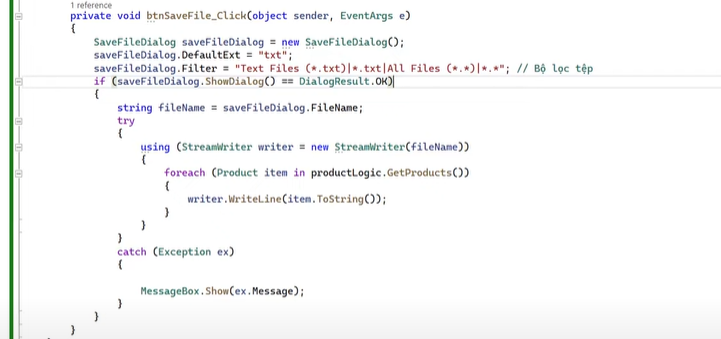 1 reference
private void btnSaveFile_Click(object sender, EventArgs e)
{
SaveFileDialog saveFileDialog = new SaveFileDialog();
saveFileDialog.DefaultExt = "txt";
saveFileDialog.Filter = "Text Files (*.txt)|*.txt|All Files (*.*)|*.*"; // Bộ lọc tệp
if (saveFileDialog.ShowDialog() == DialogResult.OK)
{
string fileName = saveFileDialog.FileName;
try
{
using (StreamWriter writer = new StreamWriter(fileName))
{
foreach (Product item in productLogic.GetProducts())
{
writer.WriteLine(item.ToString());
}
}
}
catch (Exception ex)
{
MessageBox.Show(ex.Message);
}
}
}